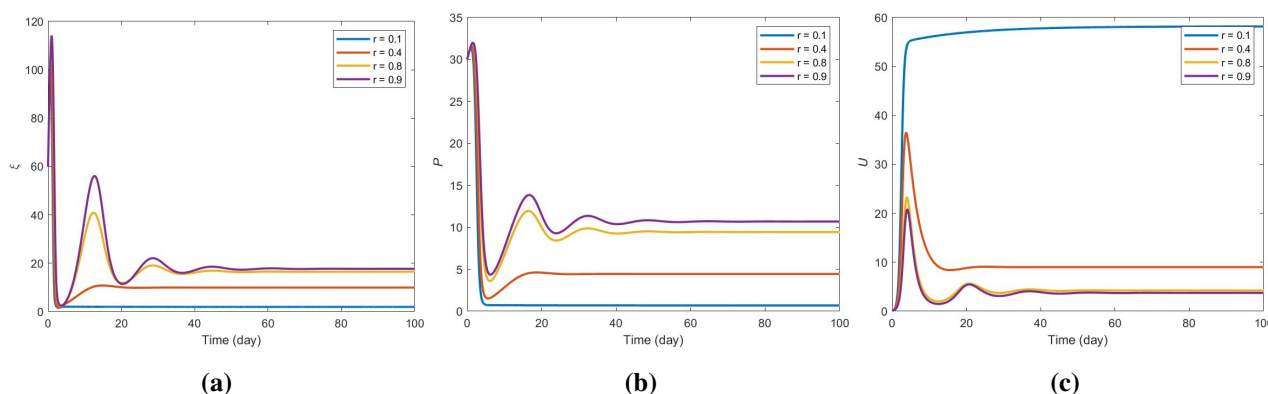 120
100
80
60
40
20
0
ξ
0 20 40 60 80 100
Time (day)
r = 0.1
r = 0.4
r = 0.8
r = 0.9
(a)
35
30
25
20
15
10
5
0
P
0 20 40 60 80 100
Time (day)
r = 0.1
r = 0.4
r = 0.8
r = 0.9
(b)
60
50
40
30
20
10
0
U
0 20 40 60 80 100
Time (day)
r = 0.1
r = 0.4
r = 0.8
r = 0.9
(c)